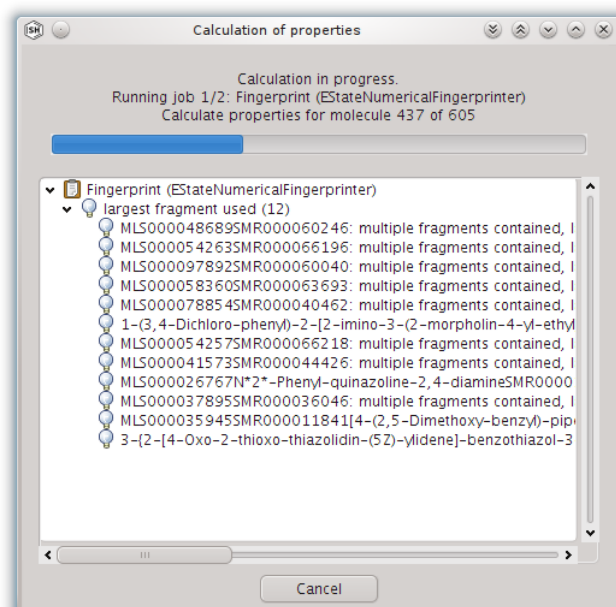 SH
Calculation of properties
Calculation in progress.
Running job 1/2: Fingerprint (EStateNumericalFingerprinter)
Calculate properties for molecule 437 of 605
Fingerprint (EStateNumericalFingerprinter)
largest fragment used (12)
MLS000048689SMR000060246: multiple fragments contained, l
MLS000054263SMR000066196: multiple fragments contained, l
MLS000097892SMR000060040: multiple fragments contained, l
MLS000058360SMR000063693: multiple fragments contained, l
MLS000078854SMR000040462: multiple fragments contained, l
1-(3,4-Dichloro-phenyl)-2-[2-imino-3-(2-morpholin-4-yl-ethyl
MLS000054257SMR000066218: multiple fragments contained, l
MLS000041573SMR000044426: multiple fragments contained, l
MLS000026767N*2*-Phenyl-quinazoline-2,4-diamineSMR0000
MLS000037895SMR000036046: multiple fragments contained, l
MLS000035945SMR000011841[4-(2,5-Dimethoxy-benzyl)-pipe
3-{2-[4-Oxo-2-thioxo-thiazolidin-(5Z)-ylidene]-benzothiazol-3
Cancel